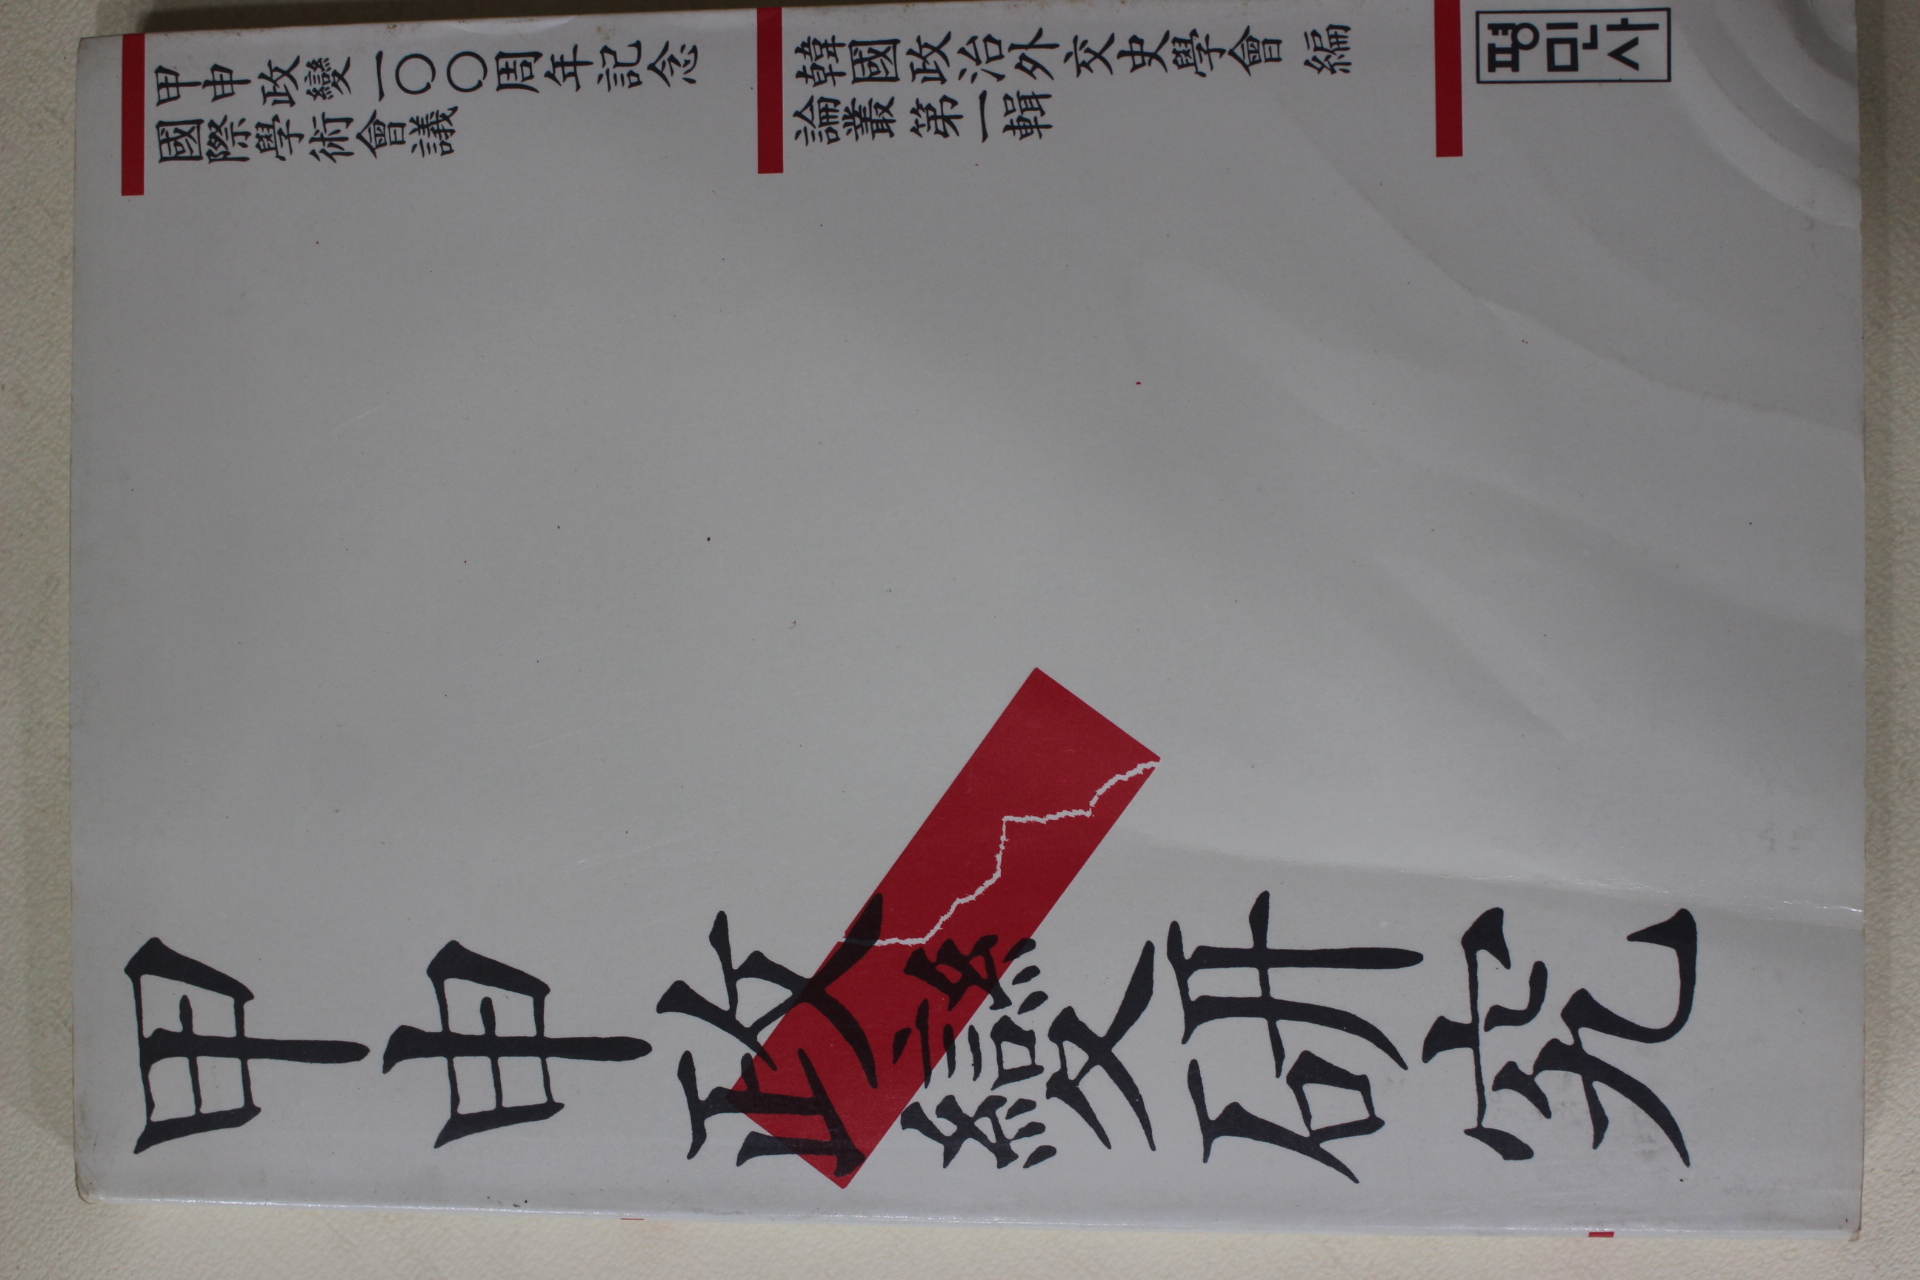 甲申政變研究
甲申政變一〇〇周年記念
國際學術會議
韓國政治外交史學會 編
論叢 第一輯
평민사